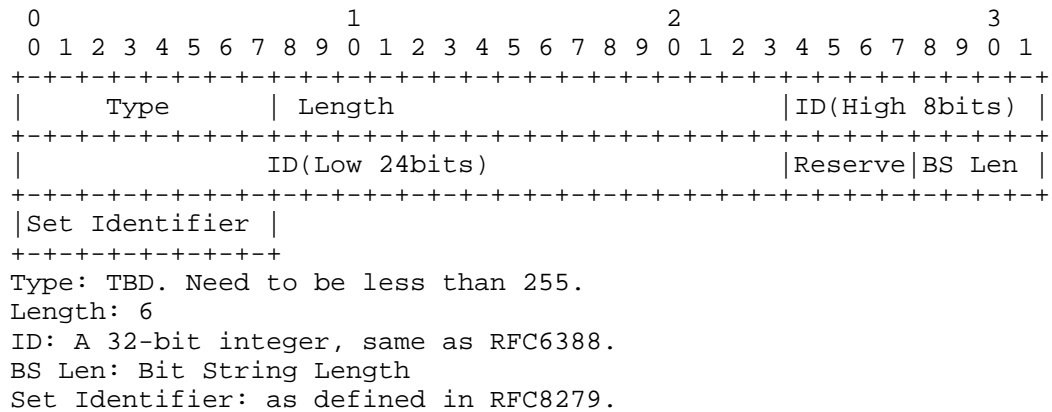 0                   1                   2                   3
 0 1 2 3 4 5 6 7 8 9 0 1 2 3 4 5 6 7 8 9 0 1 2 3 4 5 6 7 8 9 0 1
+-+-+-+-+-+-+-+-+-+-+-+-+-+-+-+-+-+-+-+-+-+-+-+-+-+-+-+-+-+-+-+-+
|     Type      | Length                        |ID(High 8bits) |
+-+-+-+-+-+-+-+-+-+-+-+-+-+-+-+-+-+-+-+-+-+-+-+-+-+-+-+-+-+-+-+-+
|               ID(Low 24bits)                  |Reserve|BS Len |
+-+-+-+-+-+-+-+-+-+-+-+-+-+-+-+-+-+-+-+-+-+-+-+-+-+-+-+-+-+-+-+-+
|Set Identifier |
+-+-+-+-+-+-+-+-+
Type: TBD. Need to be less than 255.
Length: 6
ID: A 32-bit integer, same as RFC6388.
BS Len: Bit String Length
Set Identifier: as defined in RFC8279.